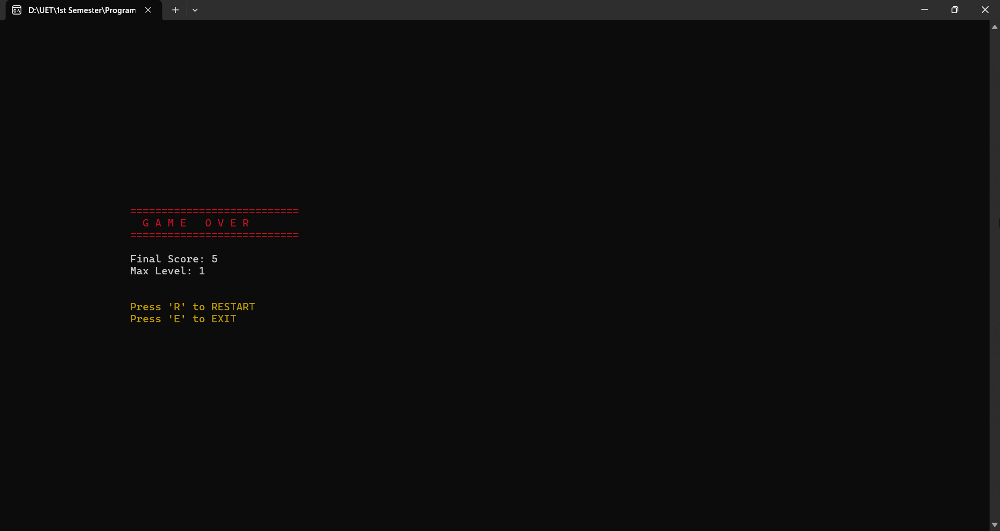 D:\UET\1st Semester\Program
===========================
G A M E   O V E R
===========================
Final Score: 5
Max Level: 1
Press 'R' to RESTART
Press 'E' to EXIT